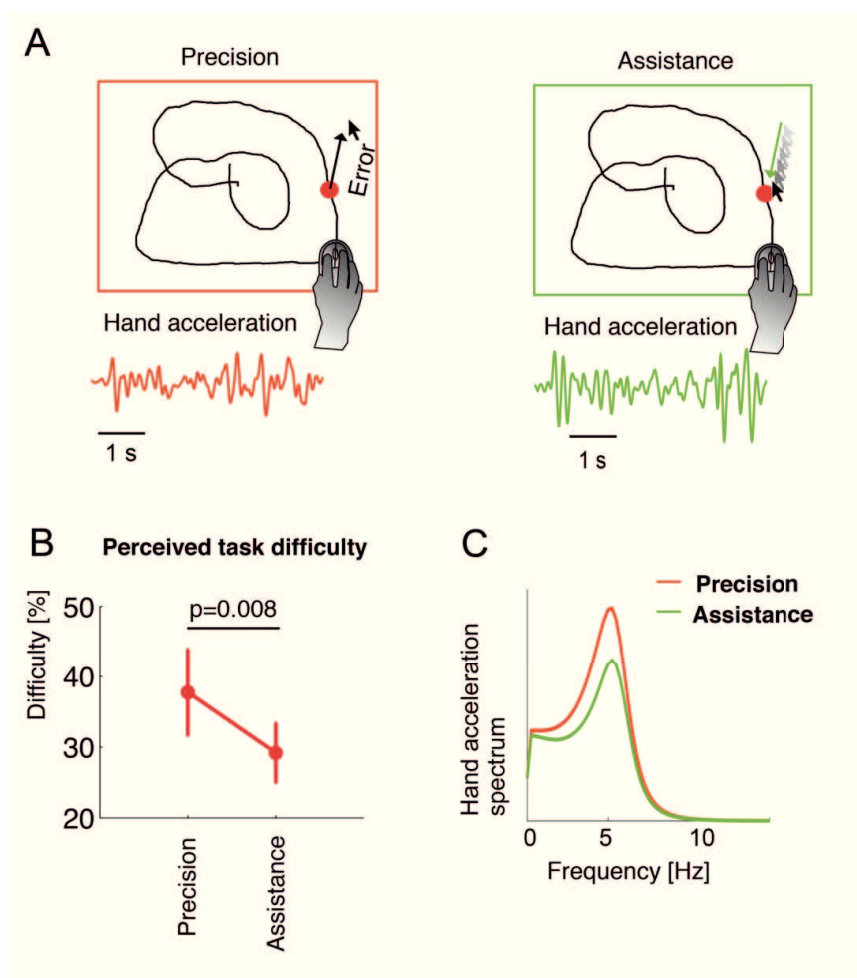 A
Precision
Assistance
Error
Hand acceleration
Hand acceleration
1 s
1 s
B
Perceived task difficulty
Difficulty [%]
50
40
30
20
p=0.008
Precision
Assistance
C
Precision
Assistance
Hand acceleration
spectrum
0
5
10
Frequency [Hz]